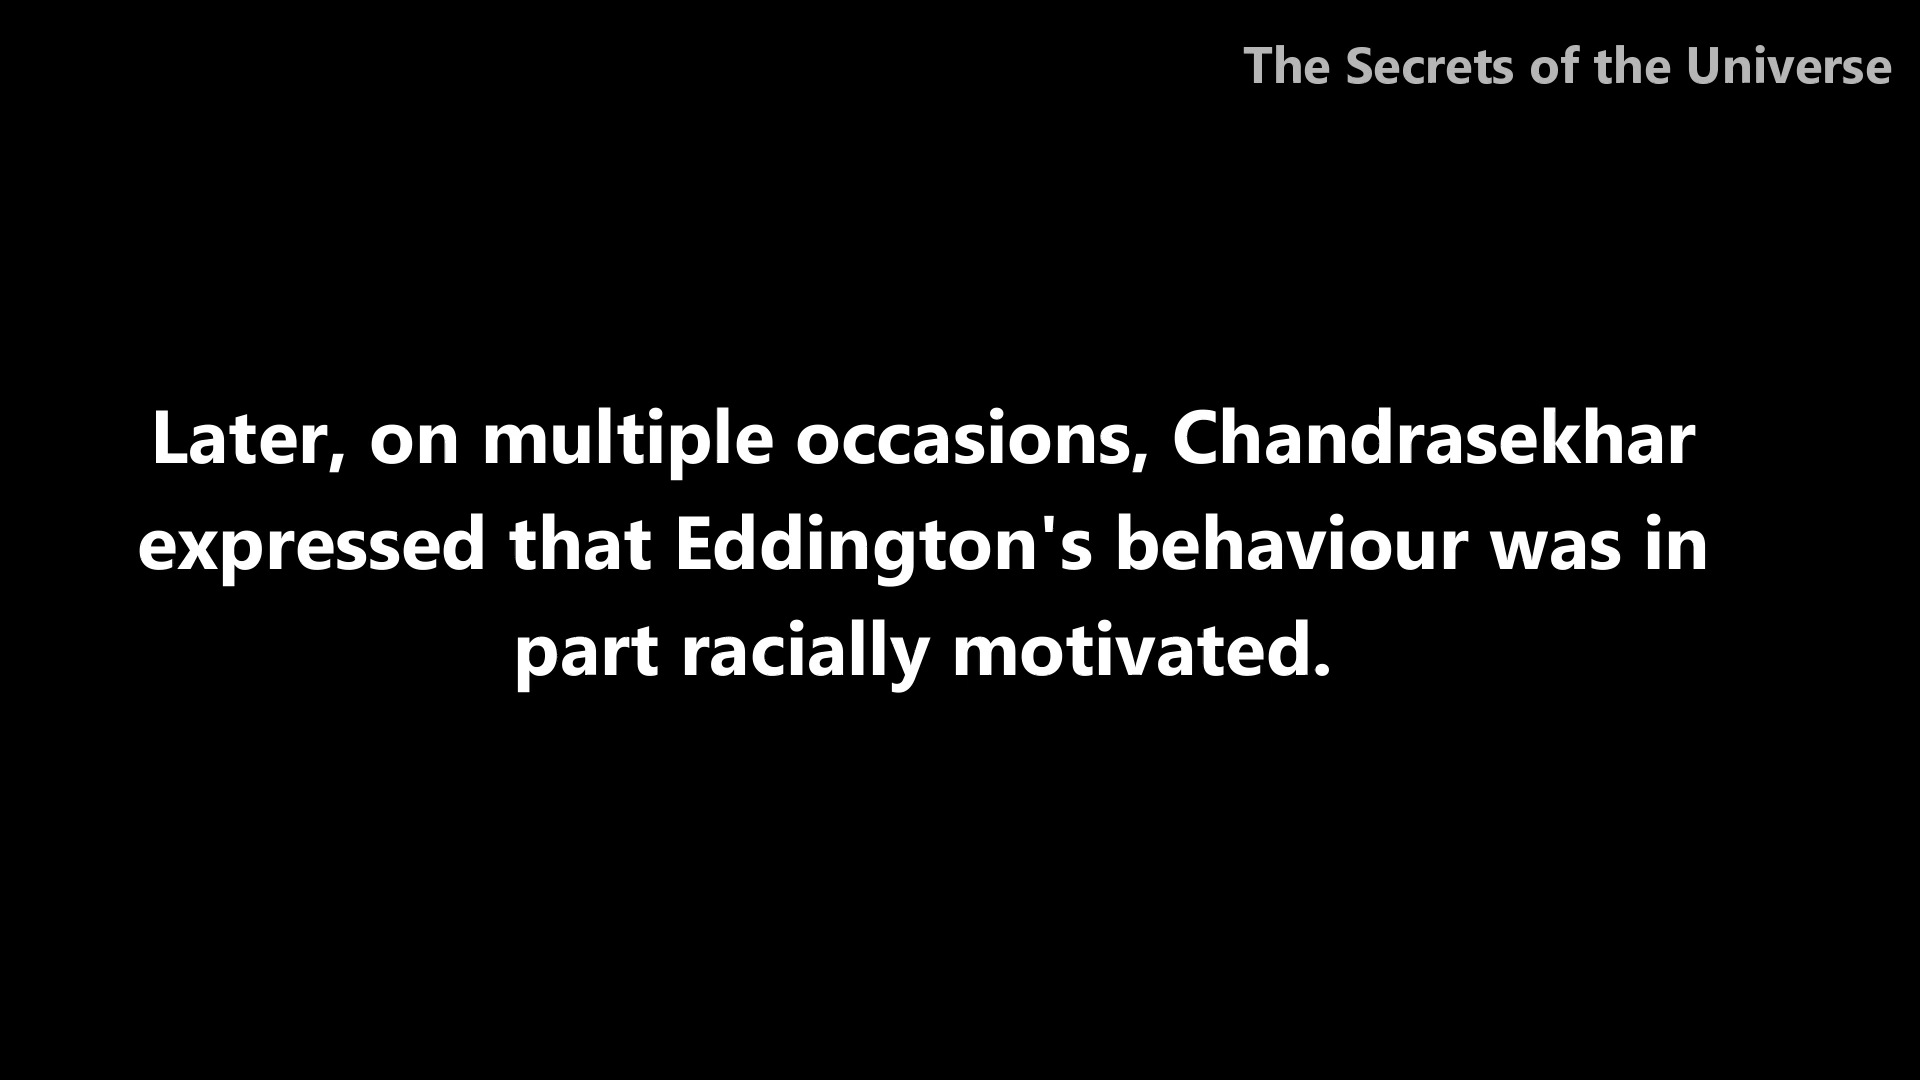 The Secrets of the Universe
Later, on multiple occasions, Chandrasekhar
expressed that Eddington's behaviour was in
part racially motivated.